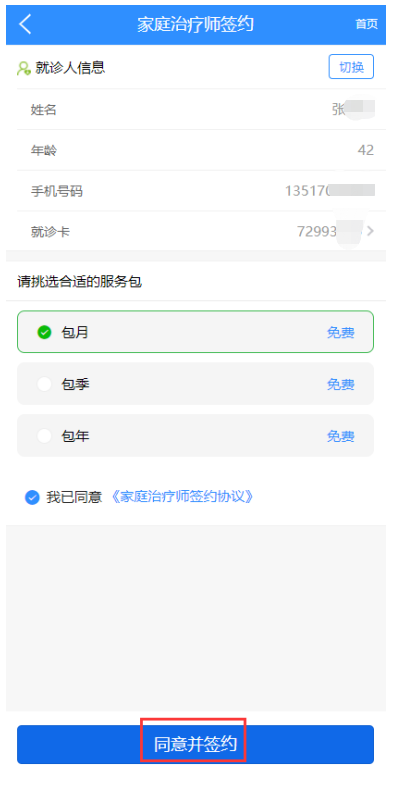 家庭治疗师签约 首页
就诊人信息 切换
姓名 张
年龄 42
手机号码 13517
就诊卡 72993
请挑选合适的服务包
包月 免费
包季 免费
包年 免费
我已同意《家庭治疗师签约协议》
同意并签约